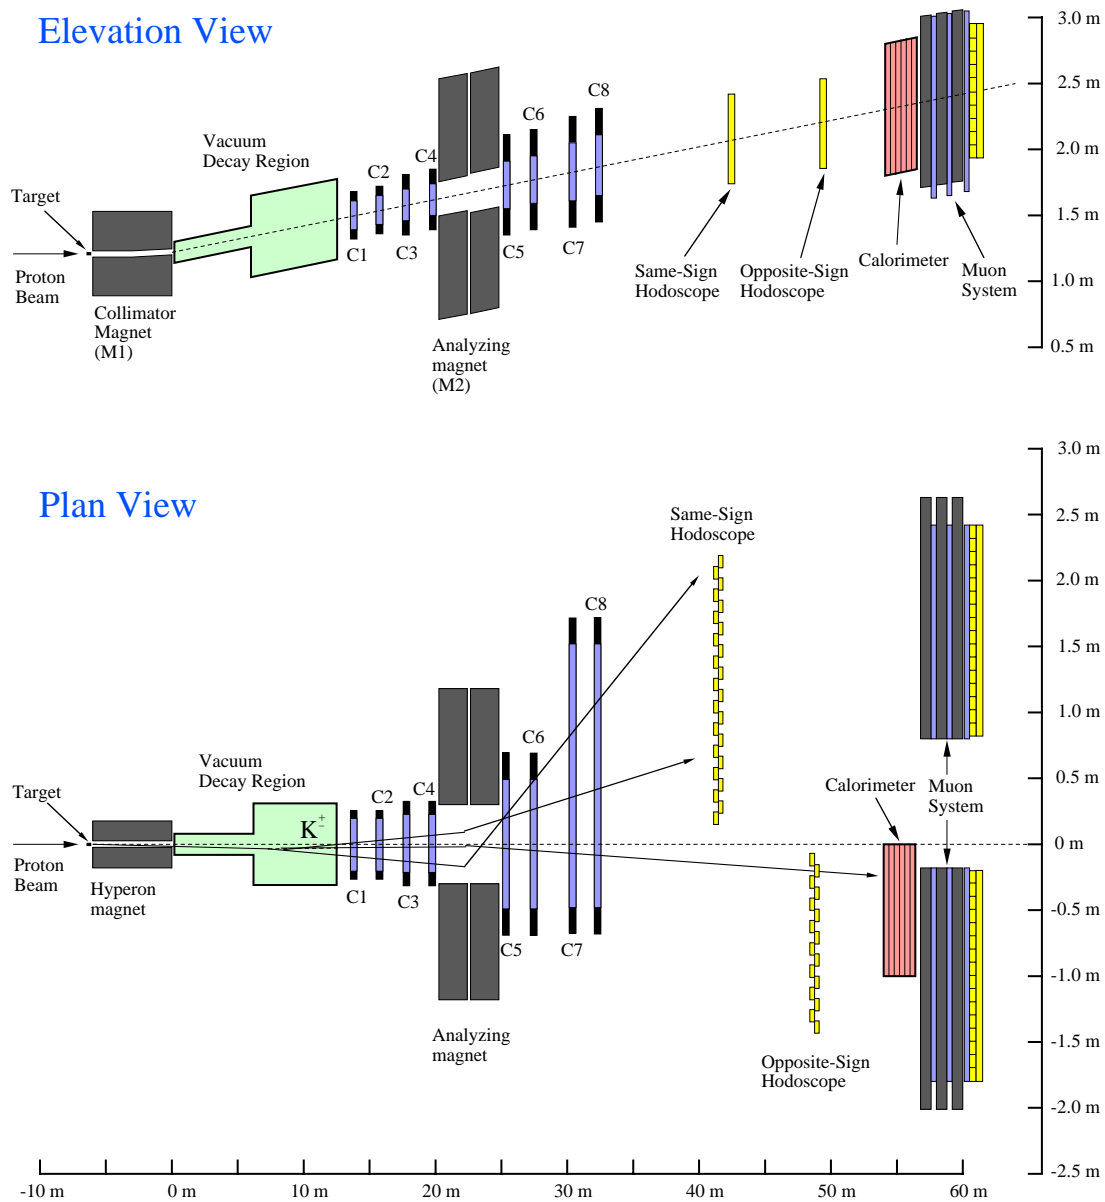 Elevation View
3.0 m
2.5 m
2.0 m
1.5 m
1.0 m
0.5 m
Target
Proton
Beam
Collimator
Magnet
(M1)
Vacuum
Decay Region
C1
C2
C3
C4
Analyzing
magnet
(M2)
C5
C6
C7
C8
Same-Sign
Hodoscope
Opposite-Sign
Hodoscope
Calorimeter
Muon
System
Plan View
3.0 m
2.5 m
2.0 m
1.5 m
1.0 m
0.5 m
0 m
-0.5 m
-1.0 m
-1.5 m
-2.0 m
-2.5 m
Target
Proton
Beam
Hyperon
magnet
Vacuum
Decay Region
K+-
C1
C2
C3
C4
Analyzing
magnet
C5
C6
C7
C8
Same-Sign
Hodoscope
Opposite-Sign
Hodoscope
Calorimeter
Muon
System
-10 m
0 m
10 m
20 m
30 m
40 m
50 m
60 m